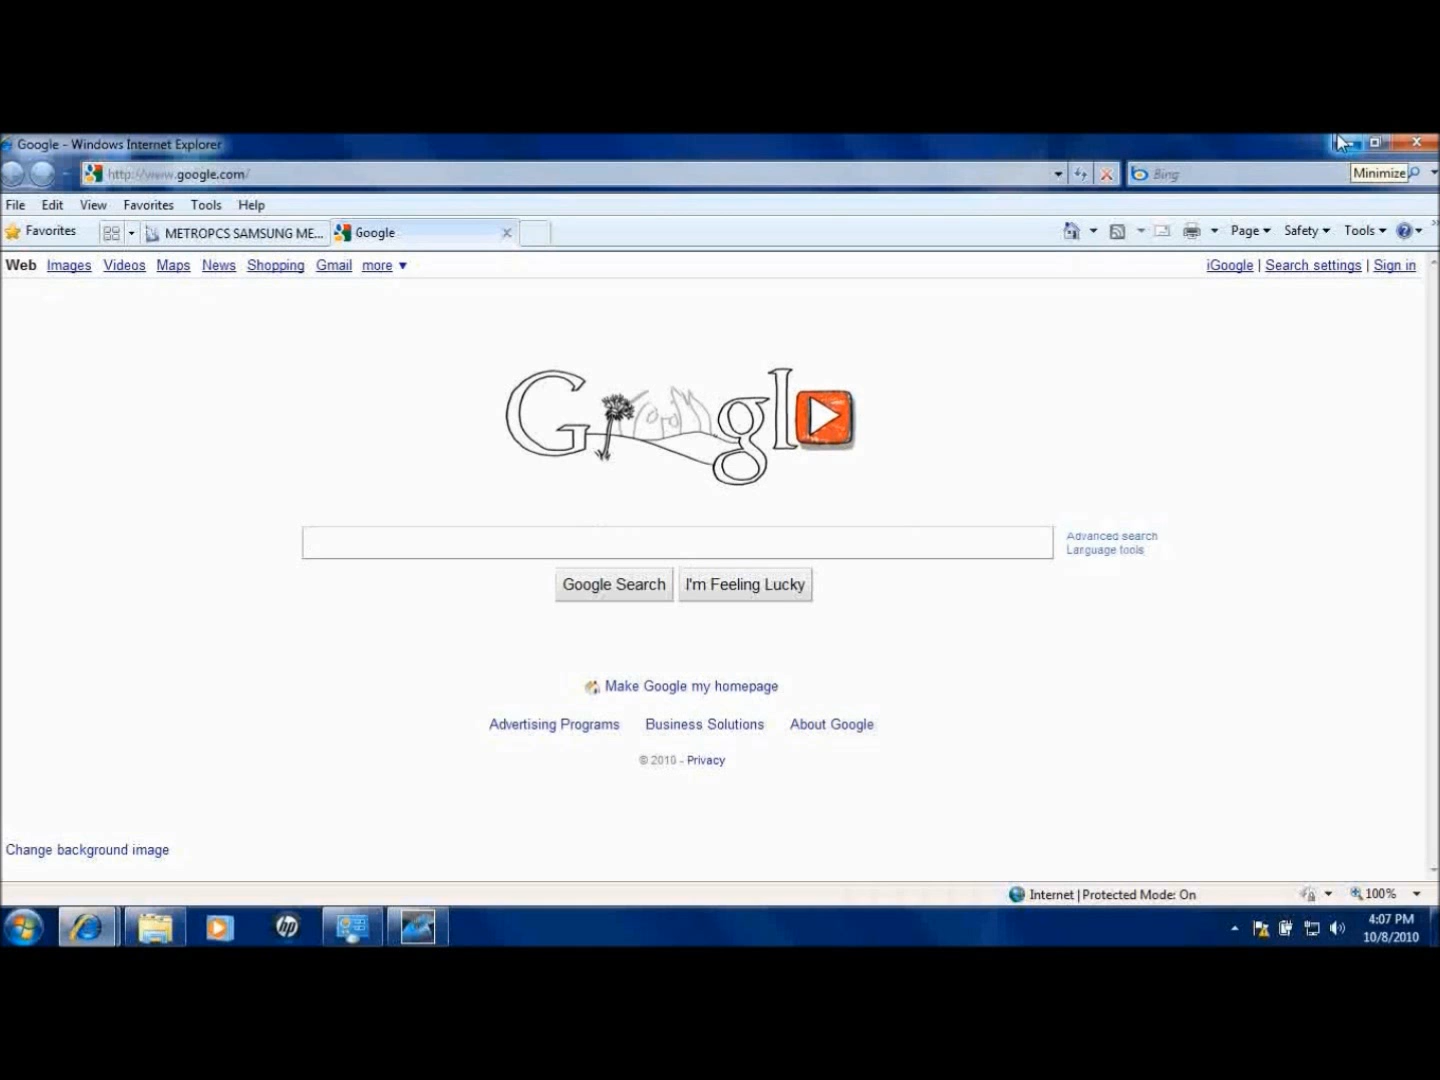 Google - Windows Internet Explorer
http://www.google.com/
Bing
Minimize
File Edit View Favorites Tools Help
Favorites
METROPCS SAMSUNG ME...
Google
Page Safety Tools
Web Images Videos Maps News Shopping Gmail more
iGoogle | Search settings | Sign in
G gl
Advanced search
Language tools
Google Search
I'm Feeling Lucky
Make Google my homepage
Advertising Programs Business Solutions About Google
© 2010 - Privacy
Change background image
Internet | Protected Mode: On
100%
hp
4:07 PM
10/8/2010